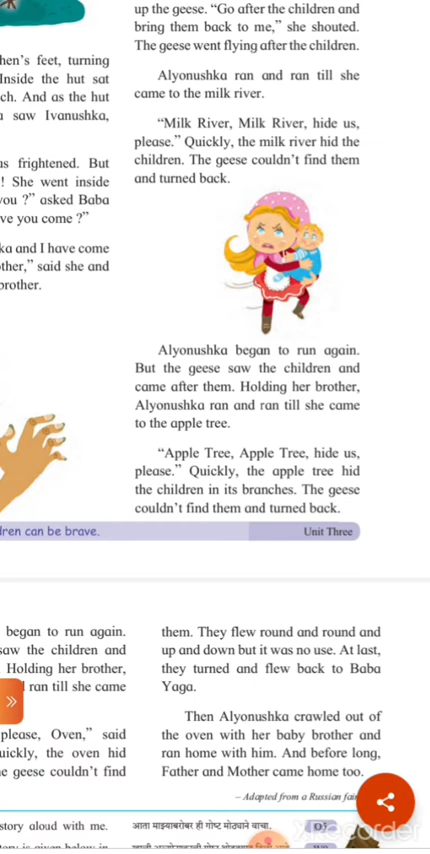 hen's feet, turning
Inside the hut sat
ch. And as the hut
a saw Ivanushka,
as frightened. But
! She went inside
you ?" asked Baba
ve you come ?"
ka and I have come
other," said she and
brother.
up the geese. "Go after the children and
bring them back to me," she shouted.
The geese went flying after the children.
Alyonushka ran and ran till she
came to the milk river.
"Milk River, Milk River, hide us,
please." Quickly, the milk river hid the
children. The geese couldn't find them
and turned back.
Alyonushka began to run again.
But the geese saw the children and
came after them. Holding her brother,
Alyonushka ran and ran till she came
to the apple tree.
"Apple Tree, Apple Tree, hide us,
please." Quickly, the apple tree hid
the children in its branches. The geese
couldn't find them and turned back.
dren can be brave.
Unit Three
began to run again.
saw the children and
Holding her brother,
ran till she came
please, Oven," said
uickly, the oven hid
e geese couldn't find
them. They flew round and round and
up and down but it was no use. At last,
they turned and flew back to Baba
Yaga.
Then Alyonushka crawled out of
the oven with her baby brother and
ran home with him. And before long,
Father and Mother came home too.
– Adapted from a Russian fai
story aloud with me.
आता माझ्याबरोबर ही गोष्ट मोठ्याने वाचा.